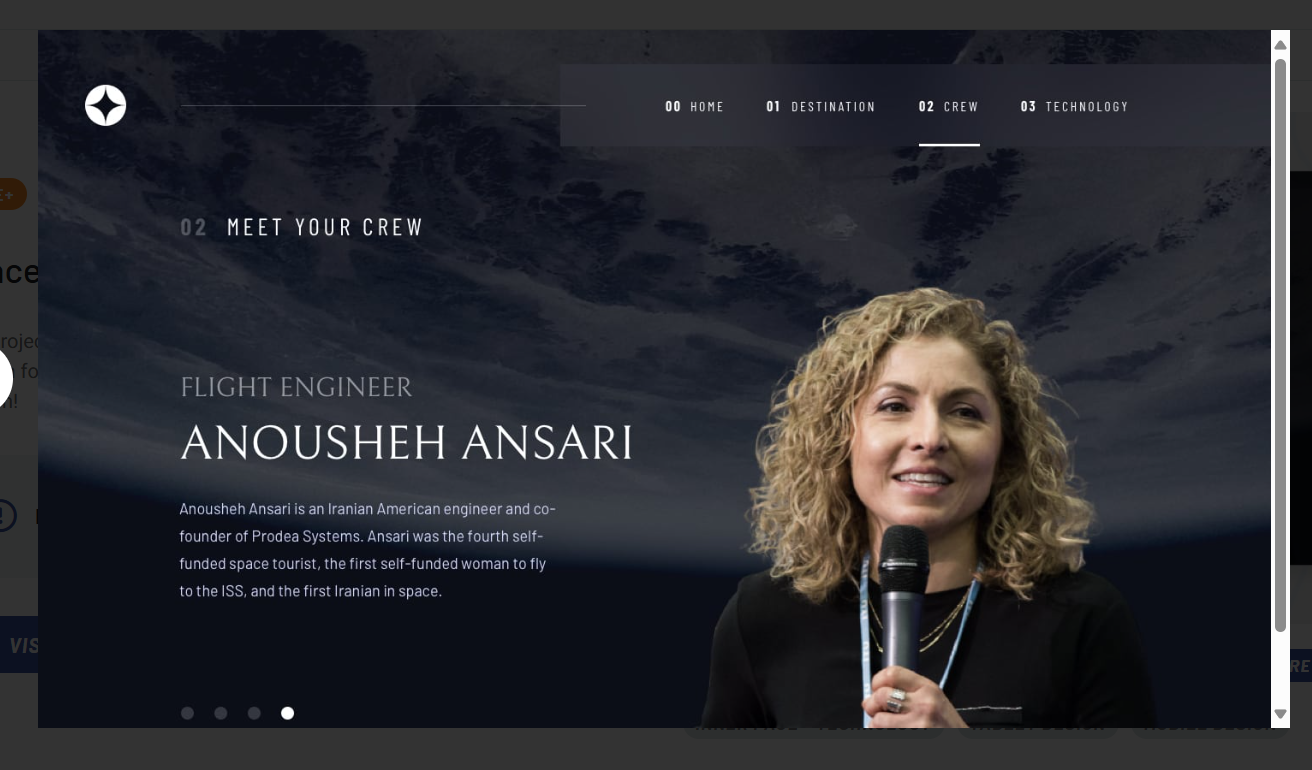 00 HOME
01 DESTINATION
02 CREW
03 TECHNOLOGY
02 MEET YOUR CREW
FLIGHT ENGINEER
ANOUSHEH ANSARI
Anousheh Ansari is an Iranian American engineer and co-
founder of Prodea Systems. Ansari was the fourth self-
funded space tourist, the first self-funded woman to fly
to the ISS, and the first Iranian in space.